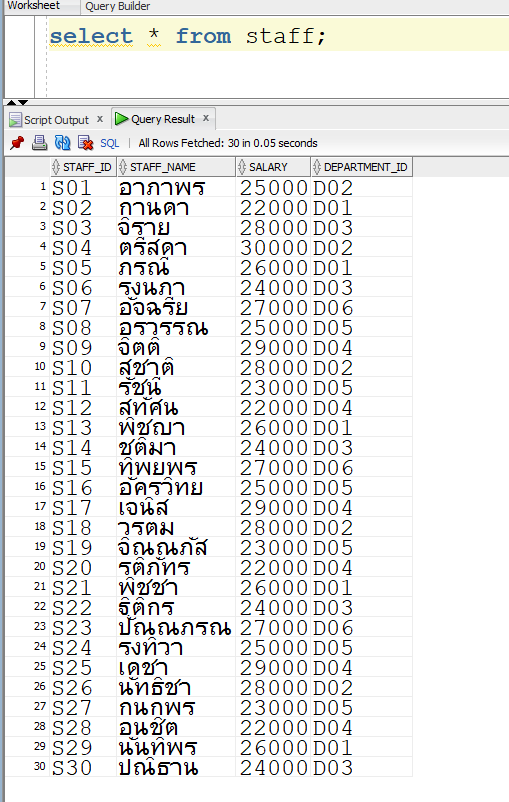 Worksheet Query Builder
select * from staff;
Script Output x Query Result x
SQL | All Rows Fetched: 30 in 0.05 seconds
STAFF_ID STAFF_NAME SALARY DEPARTMENT_ID
1 S01 อาภาพร 25000 D02
2 S02 กานดา 22000 D01
3 S03 จิราย 28000 D03
4 S04 ตรีสดา 30000 D02
5 S05 ภรณี 26000 D01
6 S06 รุ่งนภา 24000 D03
7 S07 อัจฉรีย 27000 D06
8 S08 อรวรรณ 25000 D05
9 S09 จิตติ 29000 D04
10 S10 สุชาติ 28000 D02
11 S11 รัชนี 23000 D05
12 S12 สุทัศน 22000 D04
13 S13 พิชญา 26000 D01
14 S14 ชุติมา 24000 D03
15 S15 ทิพยพร 27000 D06
16 S16 อัครวิทย 25000 D05
17 S17 เจนิส 29000 D04
18 S18 วรุตม 28000 D02
19 S19 จิณณภัส 23000 D05
20 S20 รติภัทร 22000 D04
21 S21 พิชชา 26000 D01
22 S22 ฐิติกร 24000 D03
23 S23 ปัณณภรณ 27000 D06
24 S24 รุ่งทิวา 25000 D05
25 S25 เดชา 29000 D04
26 S26 นัทธิชา 28000 D02
27 S27 กนกพร 23000 D05
28 S28 อนุชิต 22000 D04
29 S29 นันทิพร 26000 D01
30 S30 ปณิธาน 24000 D03